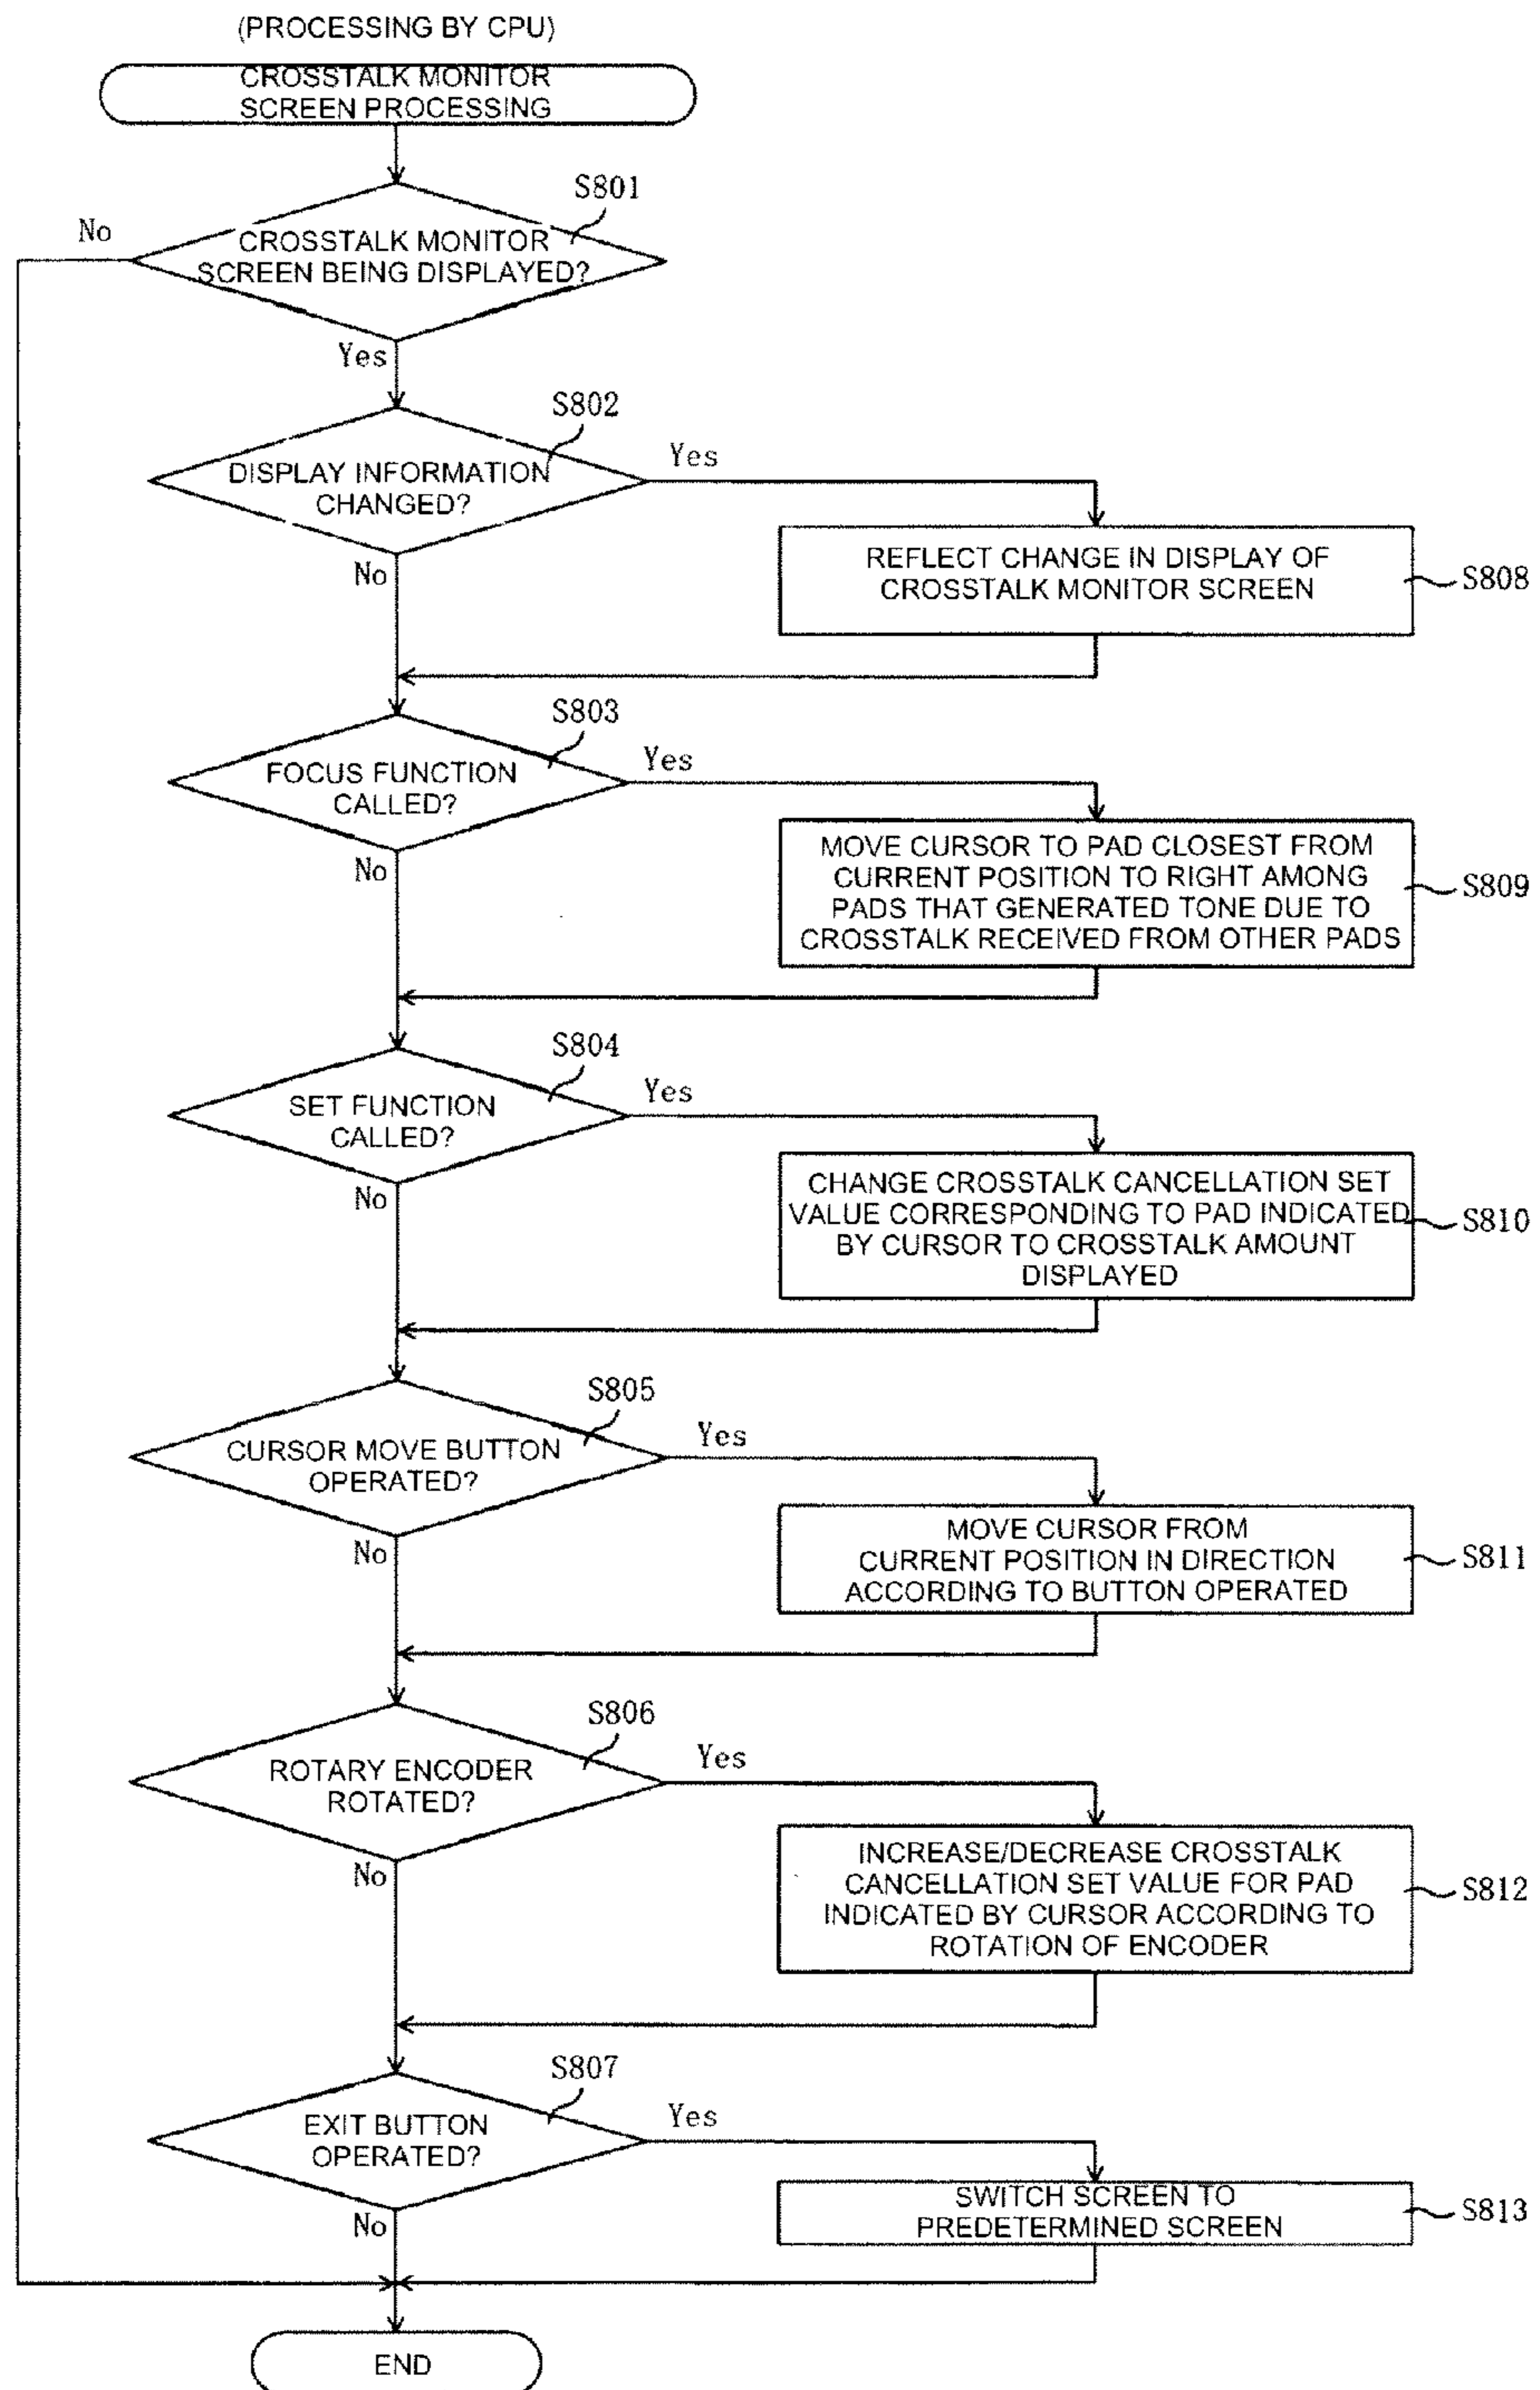 (PROCESSING BY CPU)
CROSSTALK MONITOR
SCREEN PROCESSING
S801
No
CROSSTALK MONITOR
SCREEN BEING DISPLAYED?
Yes
S802
Yes
DISPLAY INFORMATION
CHANGED?
No
REFLECT CHANGE IN DISPLAY OF
CROSSTALK MONITOR SCREEN
S808
S803
Yes
FOCUS FUNCTION
CALLED?
No
MOVE CURSOR TO PAD CLOSEST FROM
CURRENT POSITION TO RIGHT AMONG
PADS THAT GENERATED TONE DUE TO
CROSSTALK RECEIVED FROM OTHER PADS
S809
S804
Yes
SET FUNCTION
CALLED?
No
CHANGE CROSSTALK CANCELLATION SET
VALUE CORRESPONDING TO PAD INDICATED
BY CURSOR TO CROSSTALK AMOUNT
DISPLAYED
S810
S805
Yes
CURSOR MOVE BUTTON
OPERATED?
No
MOVE CURSOR FROM
CURRENT POSITION IN DIRECTION
ACCORDING TO BUTTON OPERATED
S811
S806
Yes
ROTARY ENCODER
ROTATED?
No
INCREASE/DECREASE CROSSTALK
CANCELLATION SET VALUE FOR PAD
INDICATED BY CURSOR ACCORDING TO
ROTATION OF ENCODER
S812
S807
Yes
EXIT BUTTON
OPERATED?
No
SWITCH SCREEN TO
PREDETERMINED SCREEN
S813
END